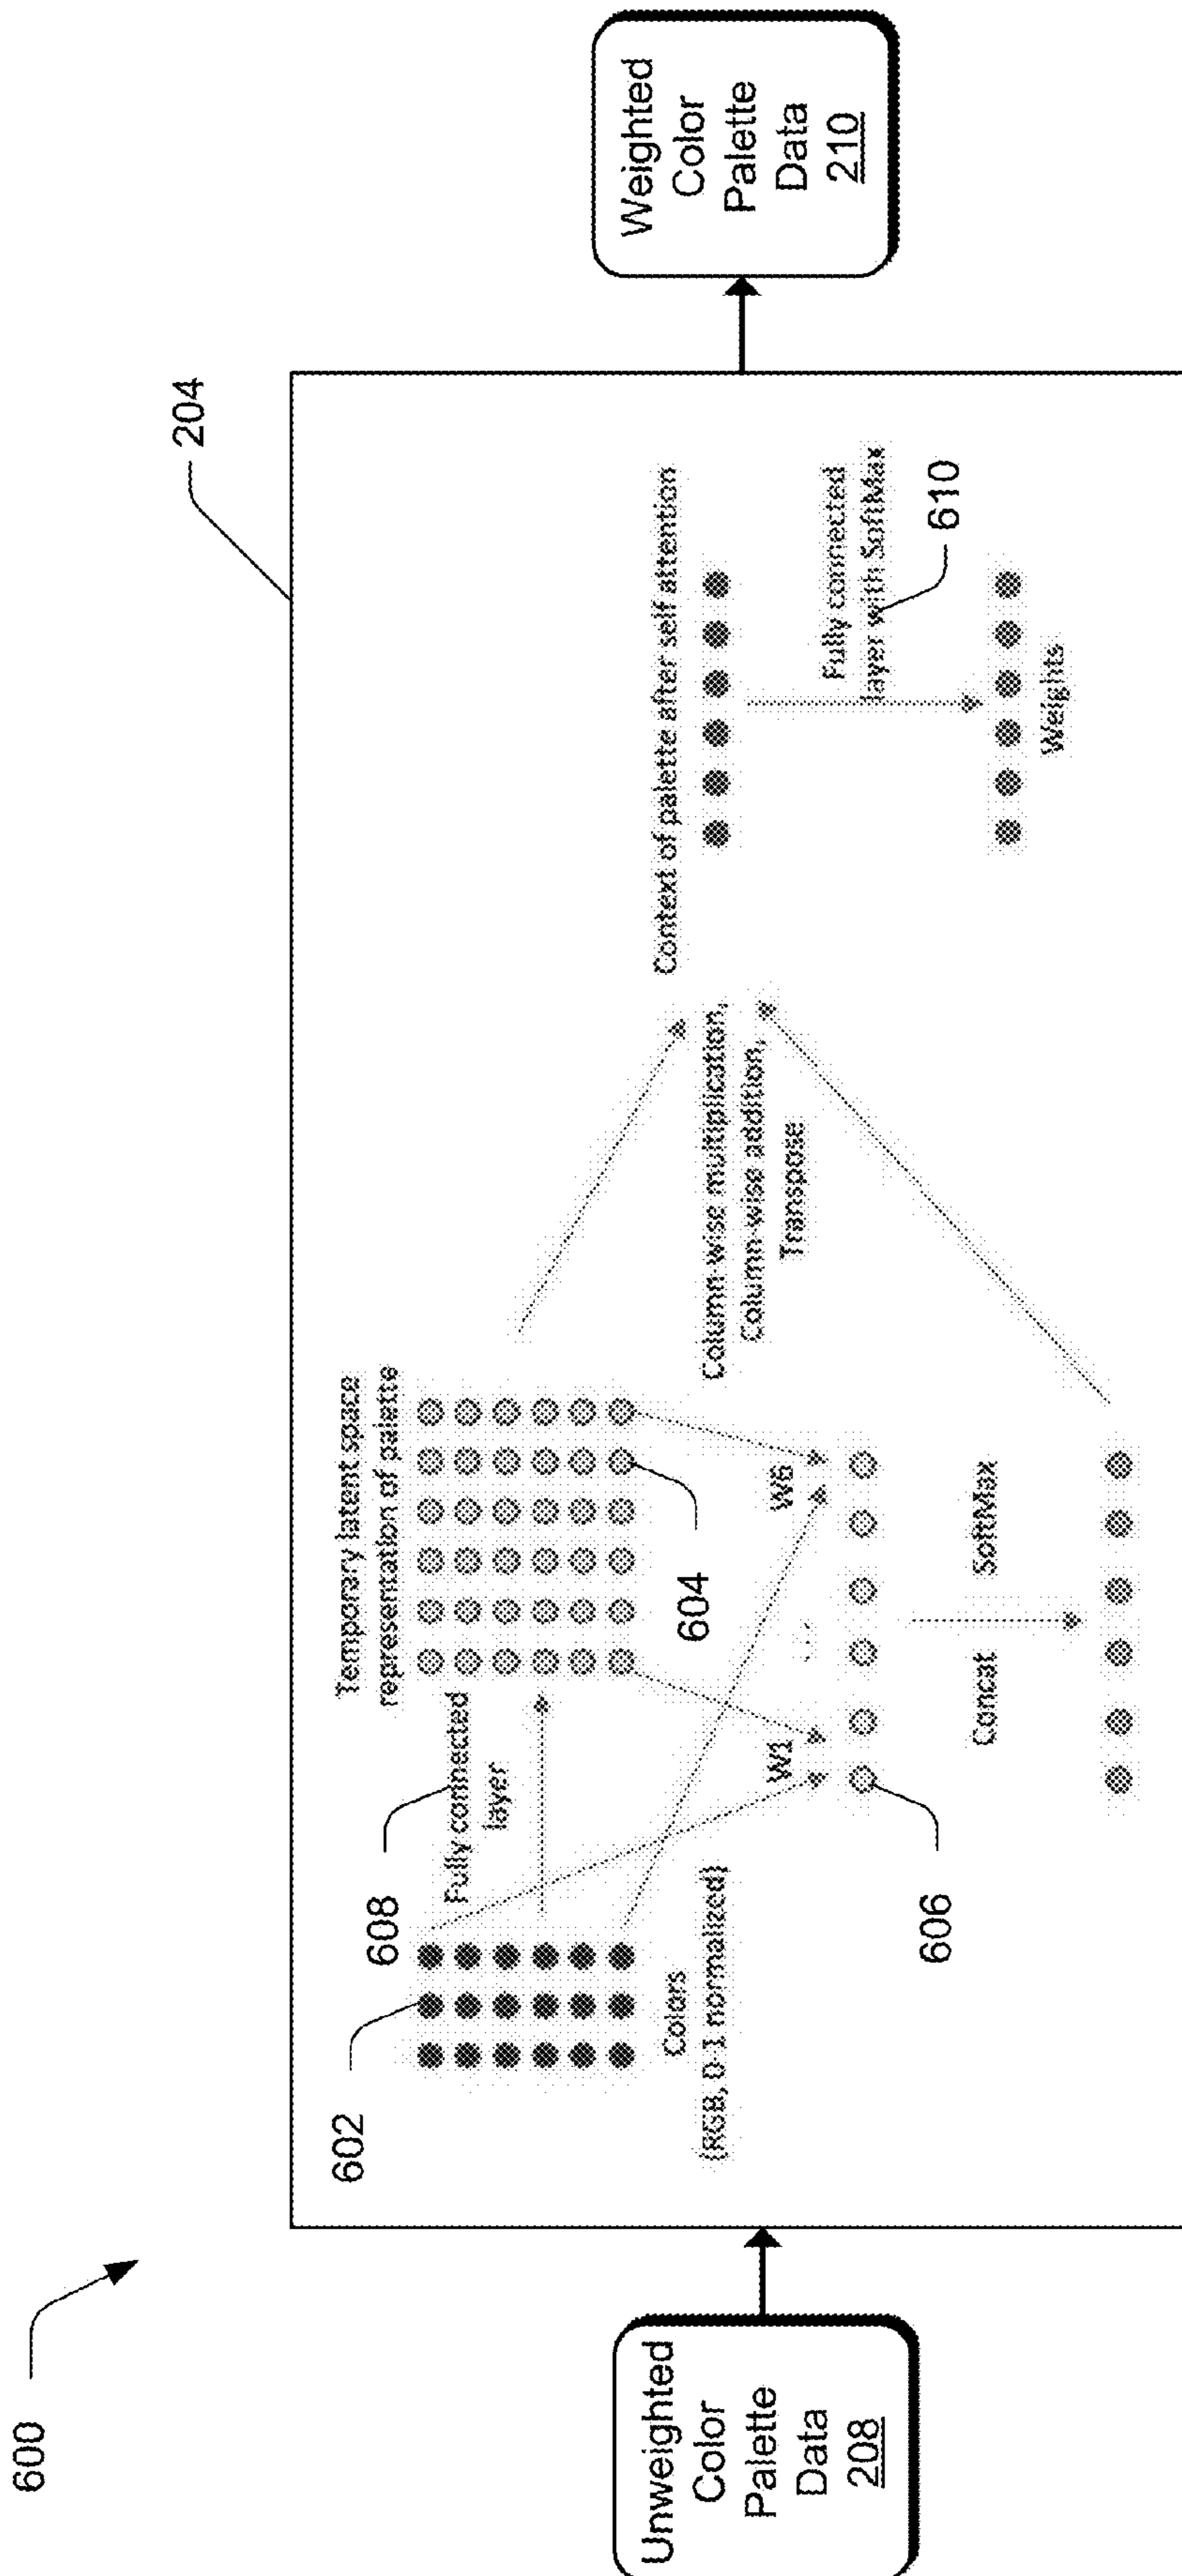 600
204
Unweighted
Color
Palette
Data
208
602
Colors
(RGB, 0-1 normalized)
608
Fully connected
layer
Temporary latent space
representation of palette
604
W1
...
W6
606
Concat
SoftMax
Column-wise multiplication,
Column-wise addition,
Transpose
Context of palette after self attention
Fully connected
layer with SoftMax
610
Weights
Weighted
Color
Palette
Data
210